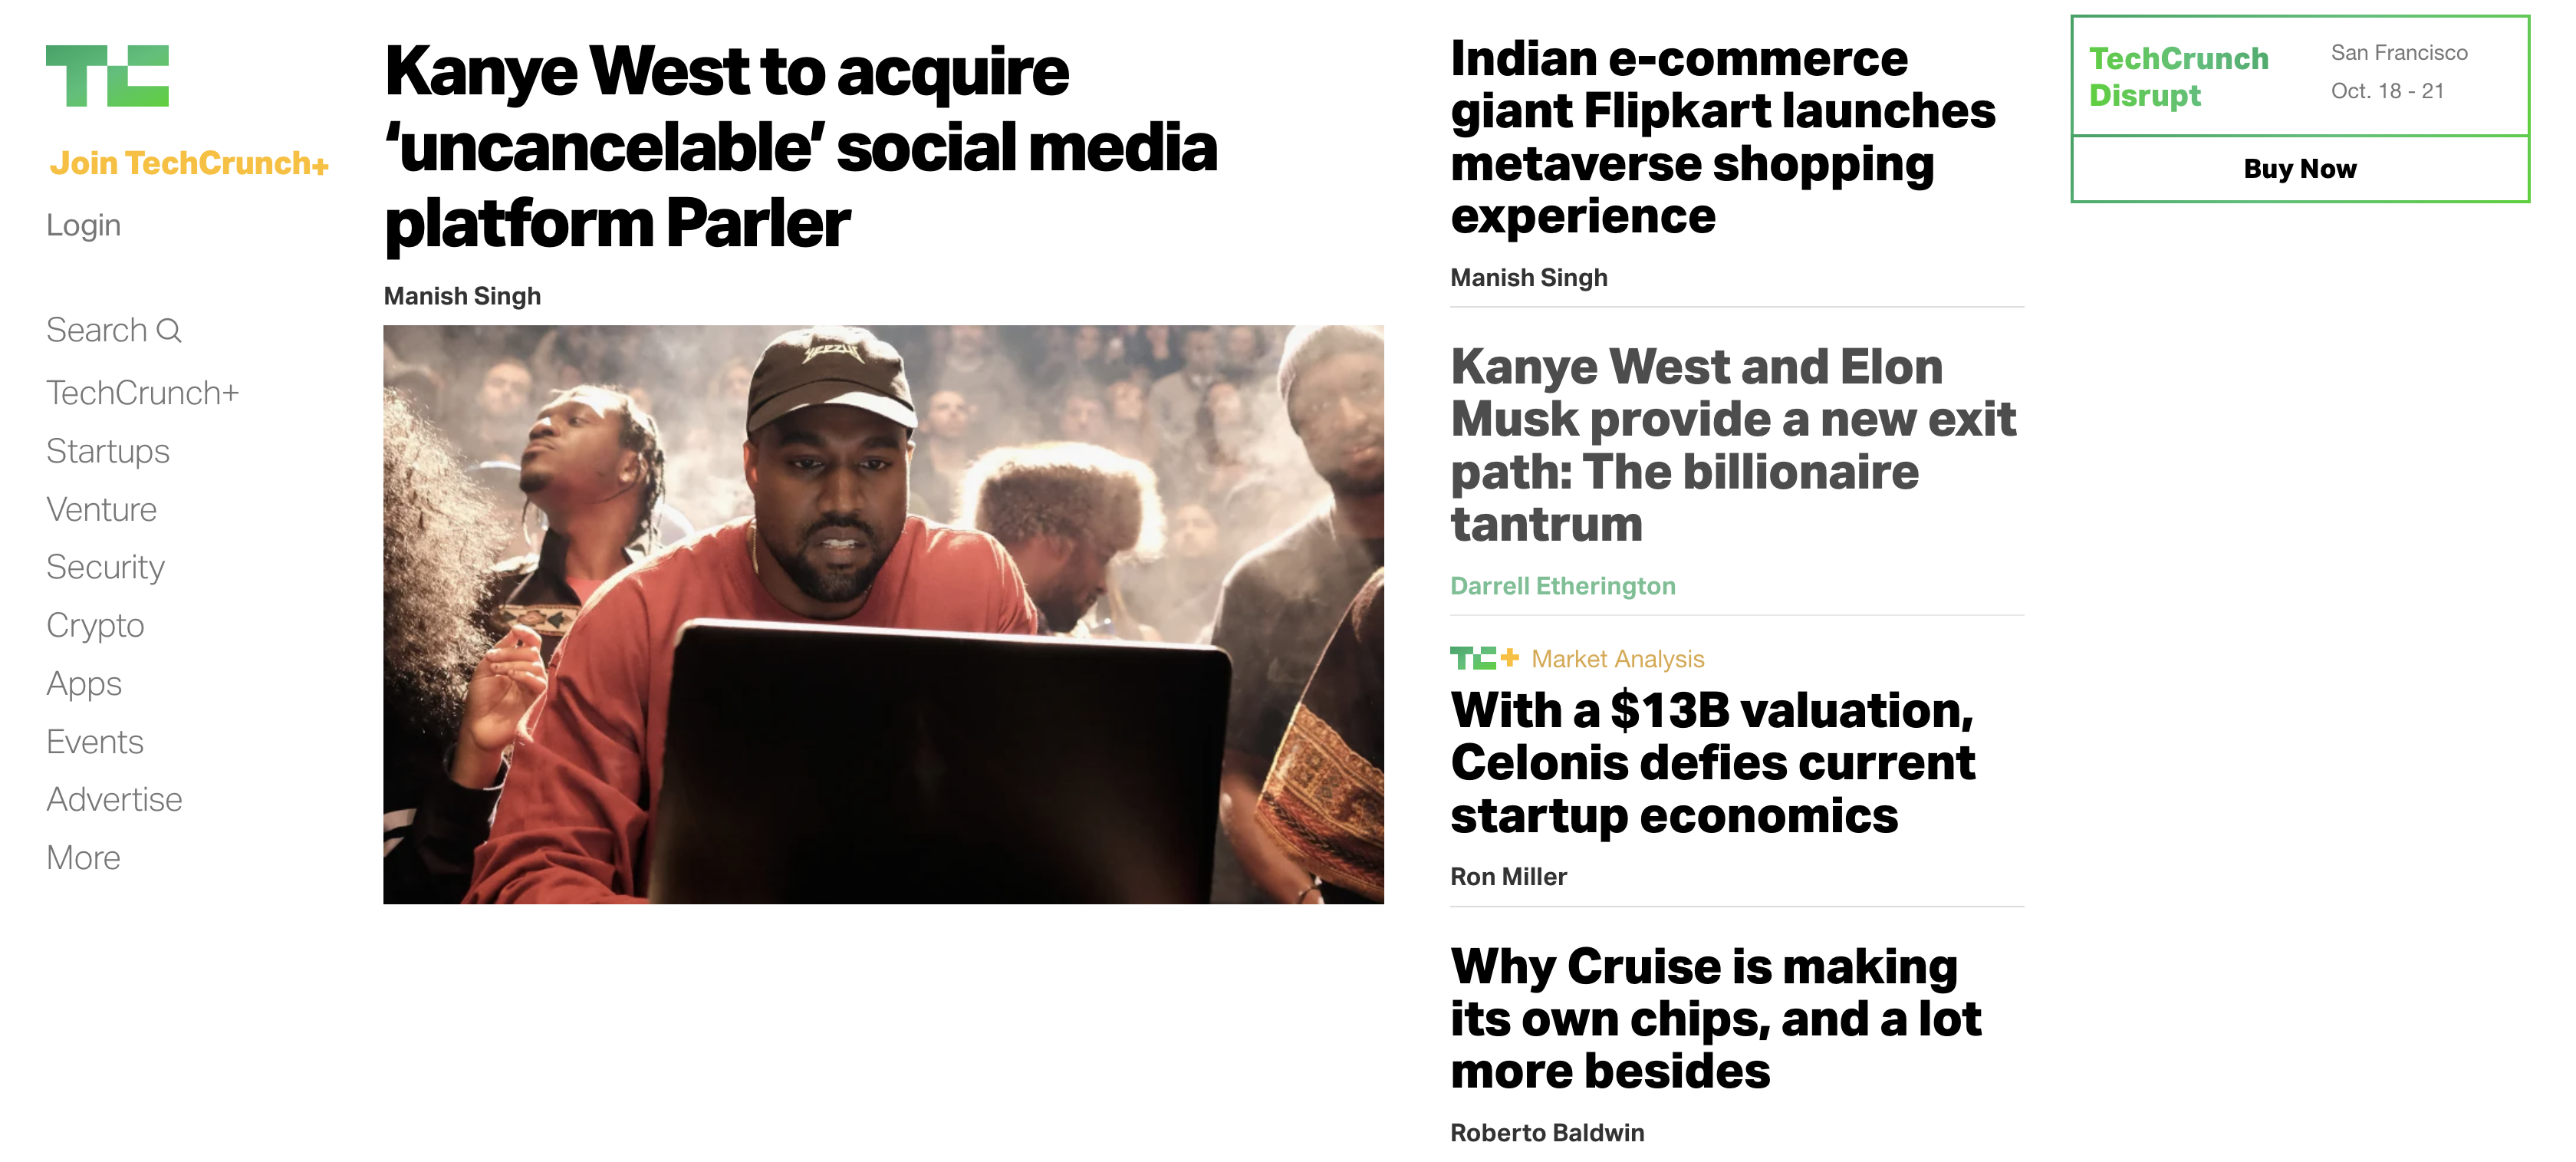 TC
Join TechCrunch+
Login
Search
TechCrunch+
Startups
Venture
Security
Crypto
Apps
Events
Advertise
More
Kanye West to acquire
‘uncancelable’ social media
platform Parler
Manish Singh
YEEZUS
Indian e-commerce
giant Flipkart launches
metaverse shopping
experience
Manish Singh
Kanye West and Elon
Musk provide a new exit
path: The billionaire
tantrum
Darrell Etherington
TC+ Market Analysis
With a $13B valuation,
Celonis defies current
startup economics
Ron Miller
Why Cruise is making
its own chips, and a lot
more besides
Roberto Baldwin
TechCrunch
Disrupt
San Francisco
Oct. 18 - 21
Buy Now